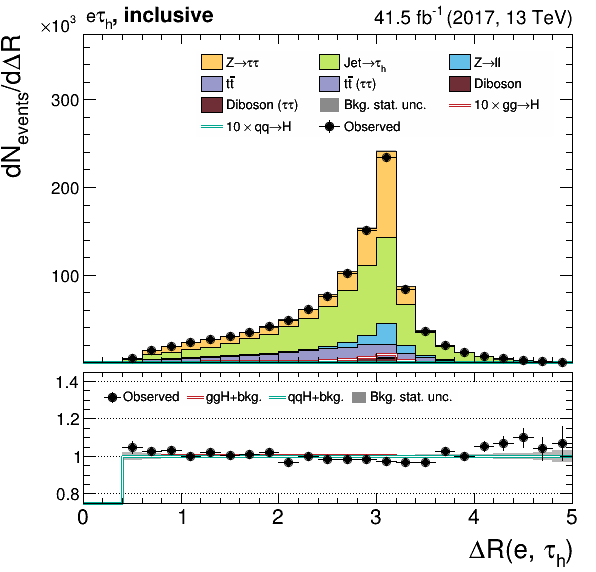 ×10³ eτₕ, inclusive 41.5 fb⁻¹ (2017, 13 TeV)
dN_events/dΔR
300
200
100
Z→ττ Jet→τₕ Z→ll
tt̄ tt̄ (ττ) Diboson
Diboson (ττ) Bkg. stat. unc. 10 × gg→H
10 × qq→H Observed
1.4
1.2
1
0.8
Observed ggH+bkg. qqH+bkg. Bkg. stat. unc.
0 1 2 3 4 5
ΔR(e, τₕ)